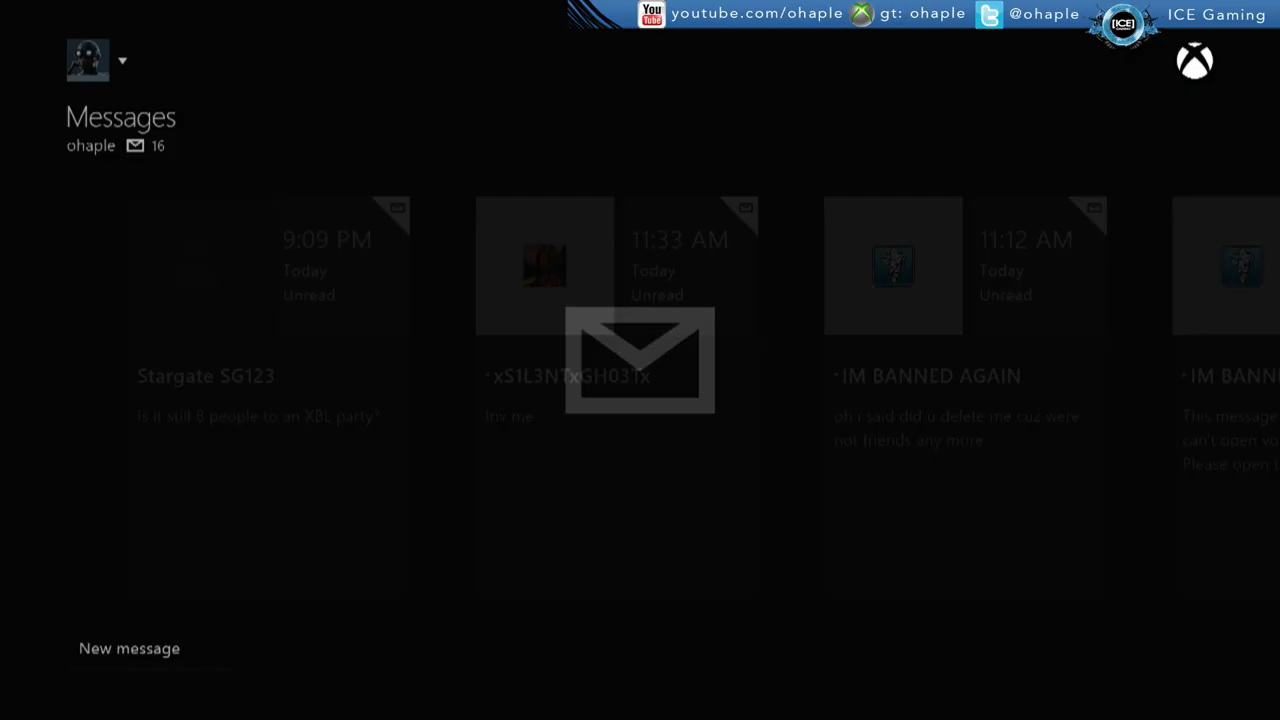 You
Tube
youtube.com/ohaple
gt: ohaple
@ohaple
[ICE]
ICE Gaming
Messages
ohaple 16
9:09 PM
Today
Unread
Stargate SG123
Is it still 8 people to an XBL party?
11:33 AM
Today
Unread
· xS1L3NTxGH03Tx
Inv me
11:12 AM
Today
Unread
· IM BANNED AGAIN
oh i said did u delete me cuz were
not friends any more
· IM BANN
This message
can't open yo
Please open
New message